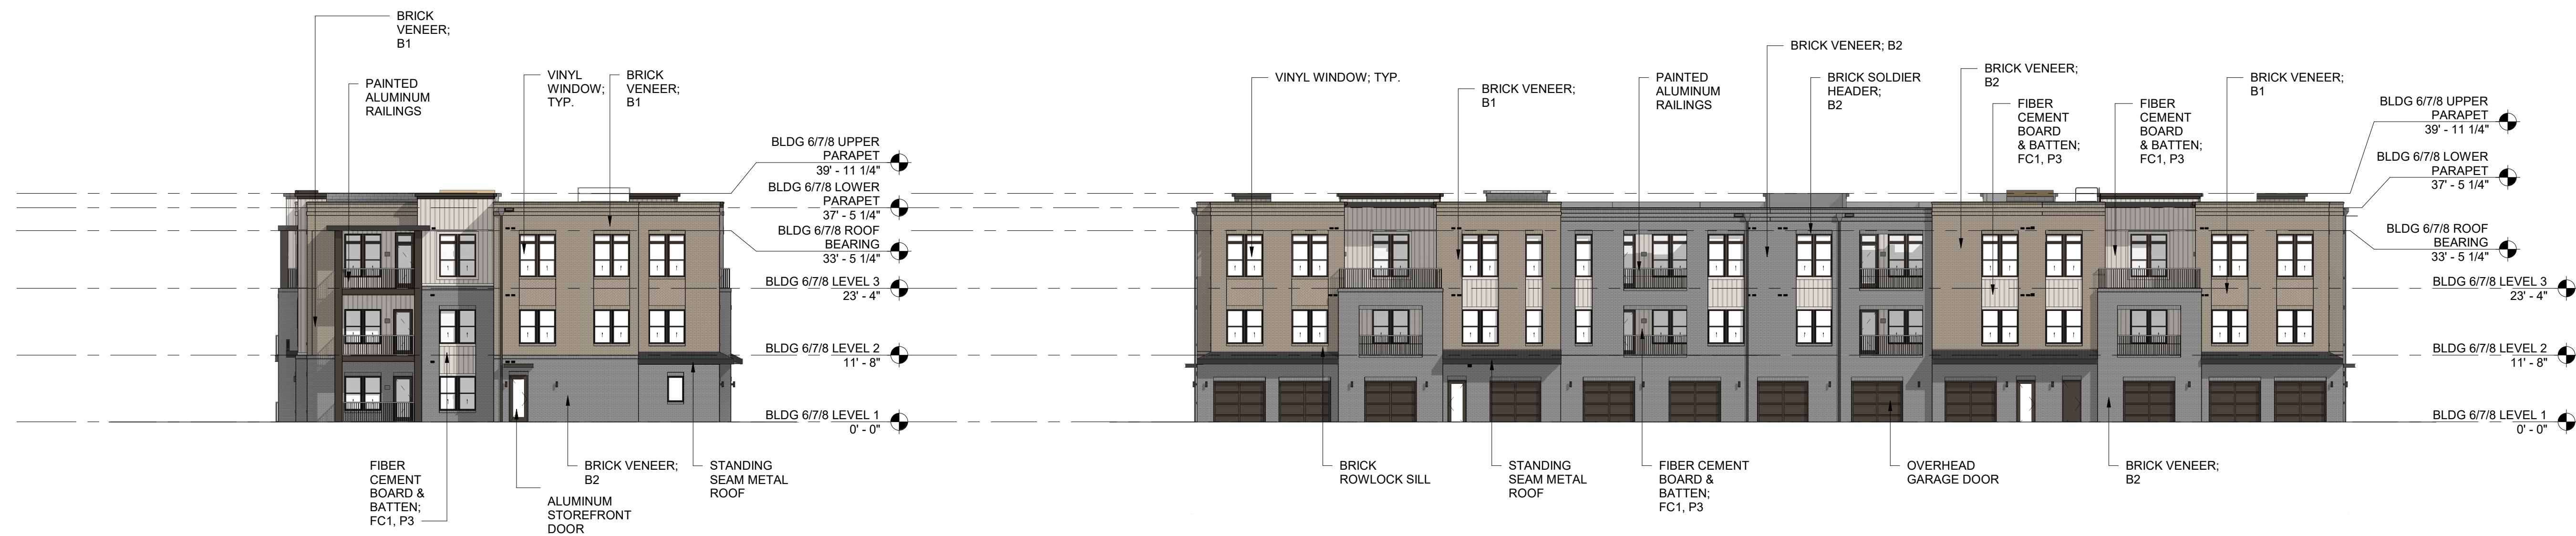 BRICK
VENEER;
B1
PAINTED
ALUMINUM
RAILINGS
VINYL
WINDOW;
TYP.
BRICK
VENEER;
B1
BLDG 6/7/8 UPPER
PARAPET
39' - 11 1/4"
BLDG 6/7/8 LOWER
PARAPET
37' - 5 1/4"
BLDG 6/7/8 ROOF
BEARING
33' - 5 1/4"
BLDG 6/7/8 LEVEL 3
23' - 4"
BLDG 6/7/8 LEVEL 2
11' - 8"
BLDG 6/7/8 LEVEL 1
0' - 0"
FIBER
CEMENT
BOARD &
BATTEN;
FC1, P3
ALUMINUM
STOREFRONT
DOOR
BRICK VENEER;
B2
STANDING
SEAM METAL
ROOF
VINYL WINDOW; TYP.
BRICK VENEER;
B1
PAINTED
ALUMINUM
RAILINGS
BRICK VENEER; B2
BRICK SOLDIER
HEADER;
B2
BRICK VENEER;
B2
FIBER
CEMENT
BOARD
& BATTEN;
FC1, P3
FIBER
CEMENT
BOARD
& BATTEN;
FC1, P3
BRICK VENEER;
B1
BLDG 6/7/8 UPPER
PARAPET
39' - 11 1/4"
BLDG 6/7/8 LOWER
PARAPET
37' - 5 1/4"
BLDG 6/7/8 ROOF
BEARING
33' - 5 1/4"
BLDG 6/7/8 LEVEL 3
23' - 4"
BLDG 6/7/8 LEVEL 2
11' - 8"
BLDG 6/7/8 LEVEL 1
0' - 0"
BRICK
ROWLOCK SILL
STANDING
SEAM METAL
ROOF
FIBER CEMENT
BOARD &
BATTEN;
FC1, P3
OVERHEAD
GARAGE DOOR
BRICK VENEER;
B2